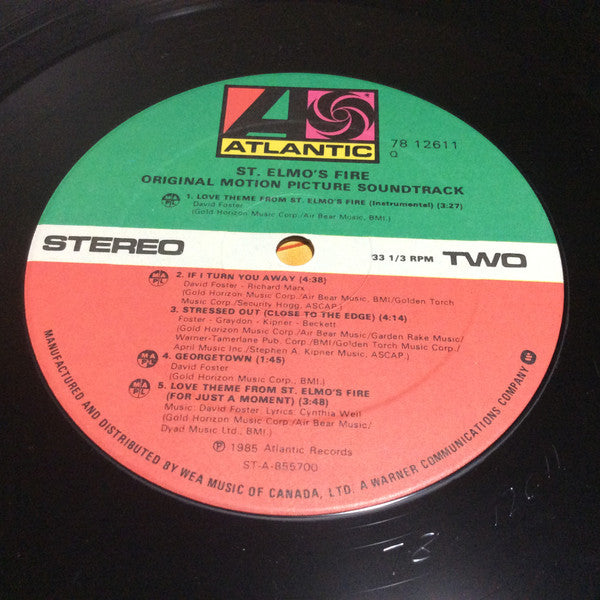 ATLANTIC
78 12611
Q
ST. ELMO'S FIRE
ORIGINAL MOTION PICTURE SOUNDTRACK
1. LOVE THEME FROM ST. ELMO'S FIRE (Instrumental) (3:27)
David Foster
(Gold Horizon Music Corp./Air Bear Music, BMI.)
STEREO
33 1/3 RPM TWO
2. IF I TURN YOU AWAY (4:38)
David Foster - Richard Marx
(Gold Horizon Music Corp./Air Bear Music, BMI/Golden Torch
Music Corp./Security Hogg, ASCAP.)
3. STRESSED OUT (CLOSE TO THE EDGE) (4:14)
Foster - Graydon - Kipner - Beckett
(Gold Horizon Music Corp./Air Bear Music/Garden Rake Music/
Warner-Tamerlane Pub. Corp/BMI/Golden Torch Music Corp./
April Music Inc/Stephen A. Kipner Music, ASCAP.)
4. GEORGETOWN (1:45)
David Foster
(Gold Horizon Music Corp./Air Bear Music, BMI.)
5. LOVE THEME FROM ST. ELMO'S FIRE
(FOR JUST A MOMENT) (3:48)
Music: David Foster, Lyrics: Cynthia Weil
(Gold Horizon Music Corp./Air Bear Music/
Dyad Music Ltd., BMI.)
℗ 1985 Atlantic Records
ST-A-855700
MANUFACTURED AND DISTRIBUTED BY WEA MUSIC OF CANADA, LTD. A WARNER COMMUNICATIONS COMPANY